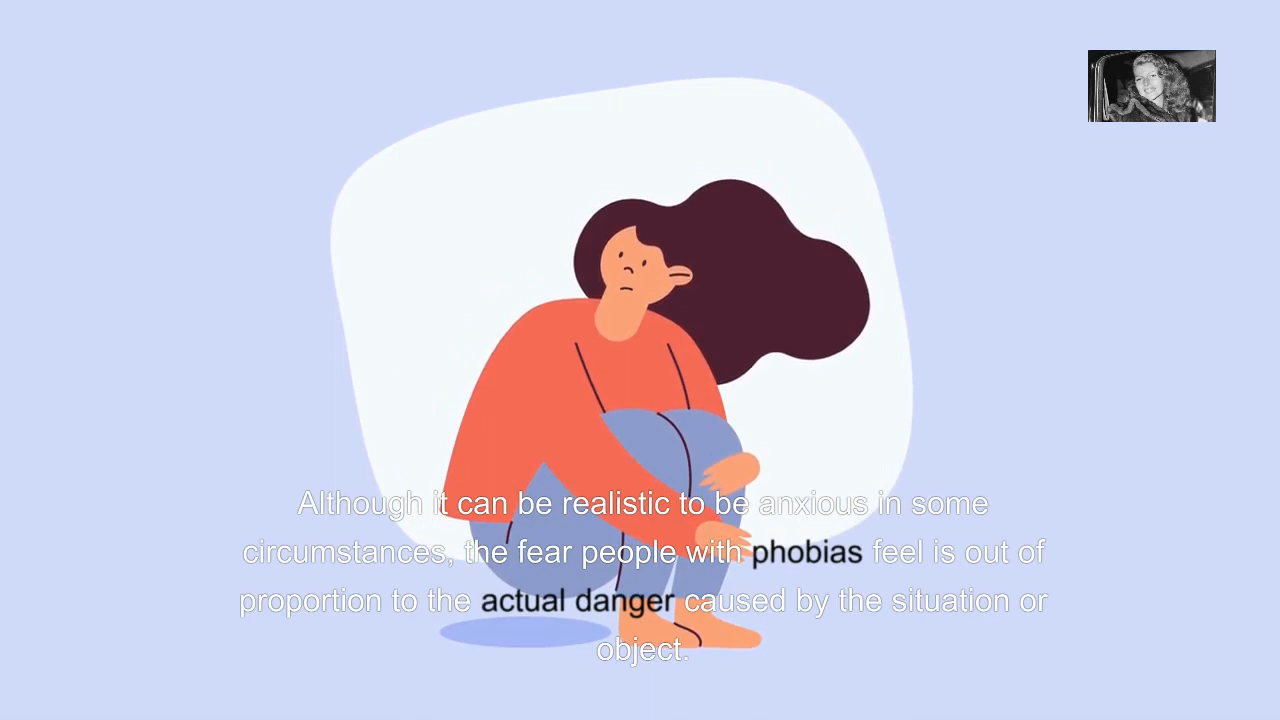 Although it can be realistic to be anxious in some
circumstances, the fear people with phobias feel is out of
proportion to the actual danger caused by the situation or
object.